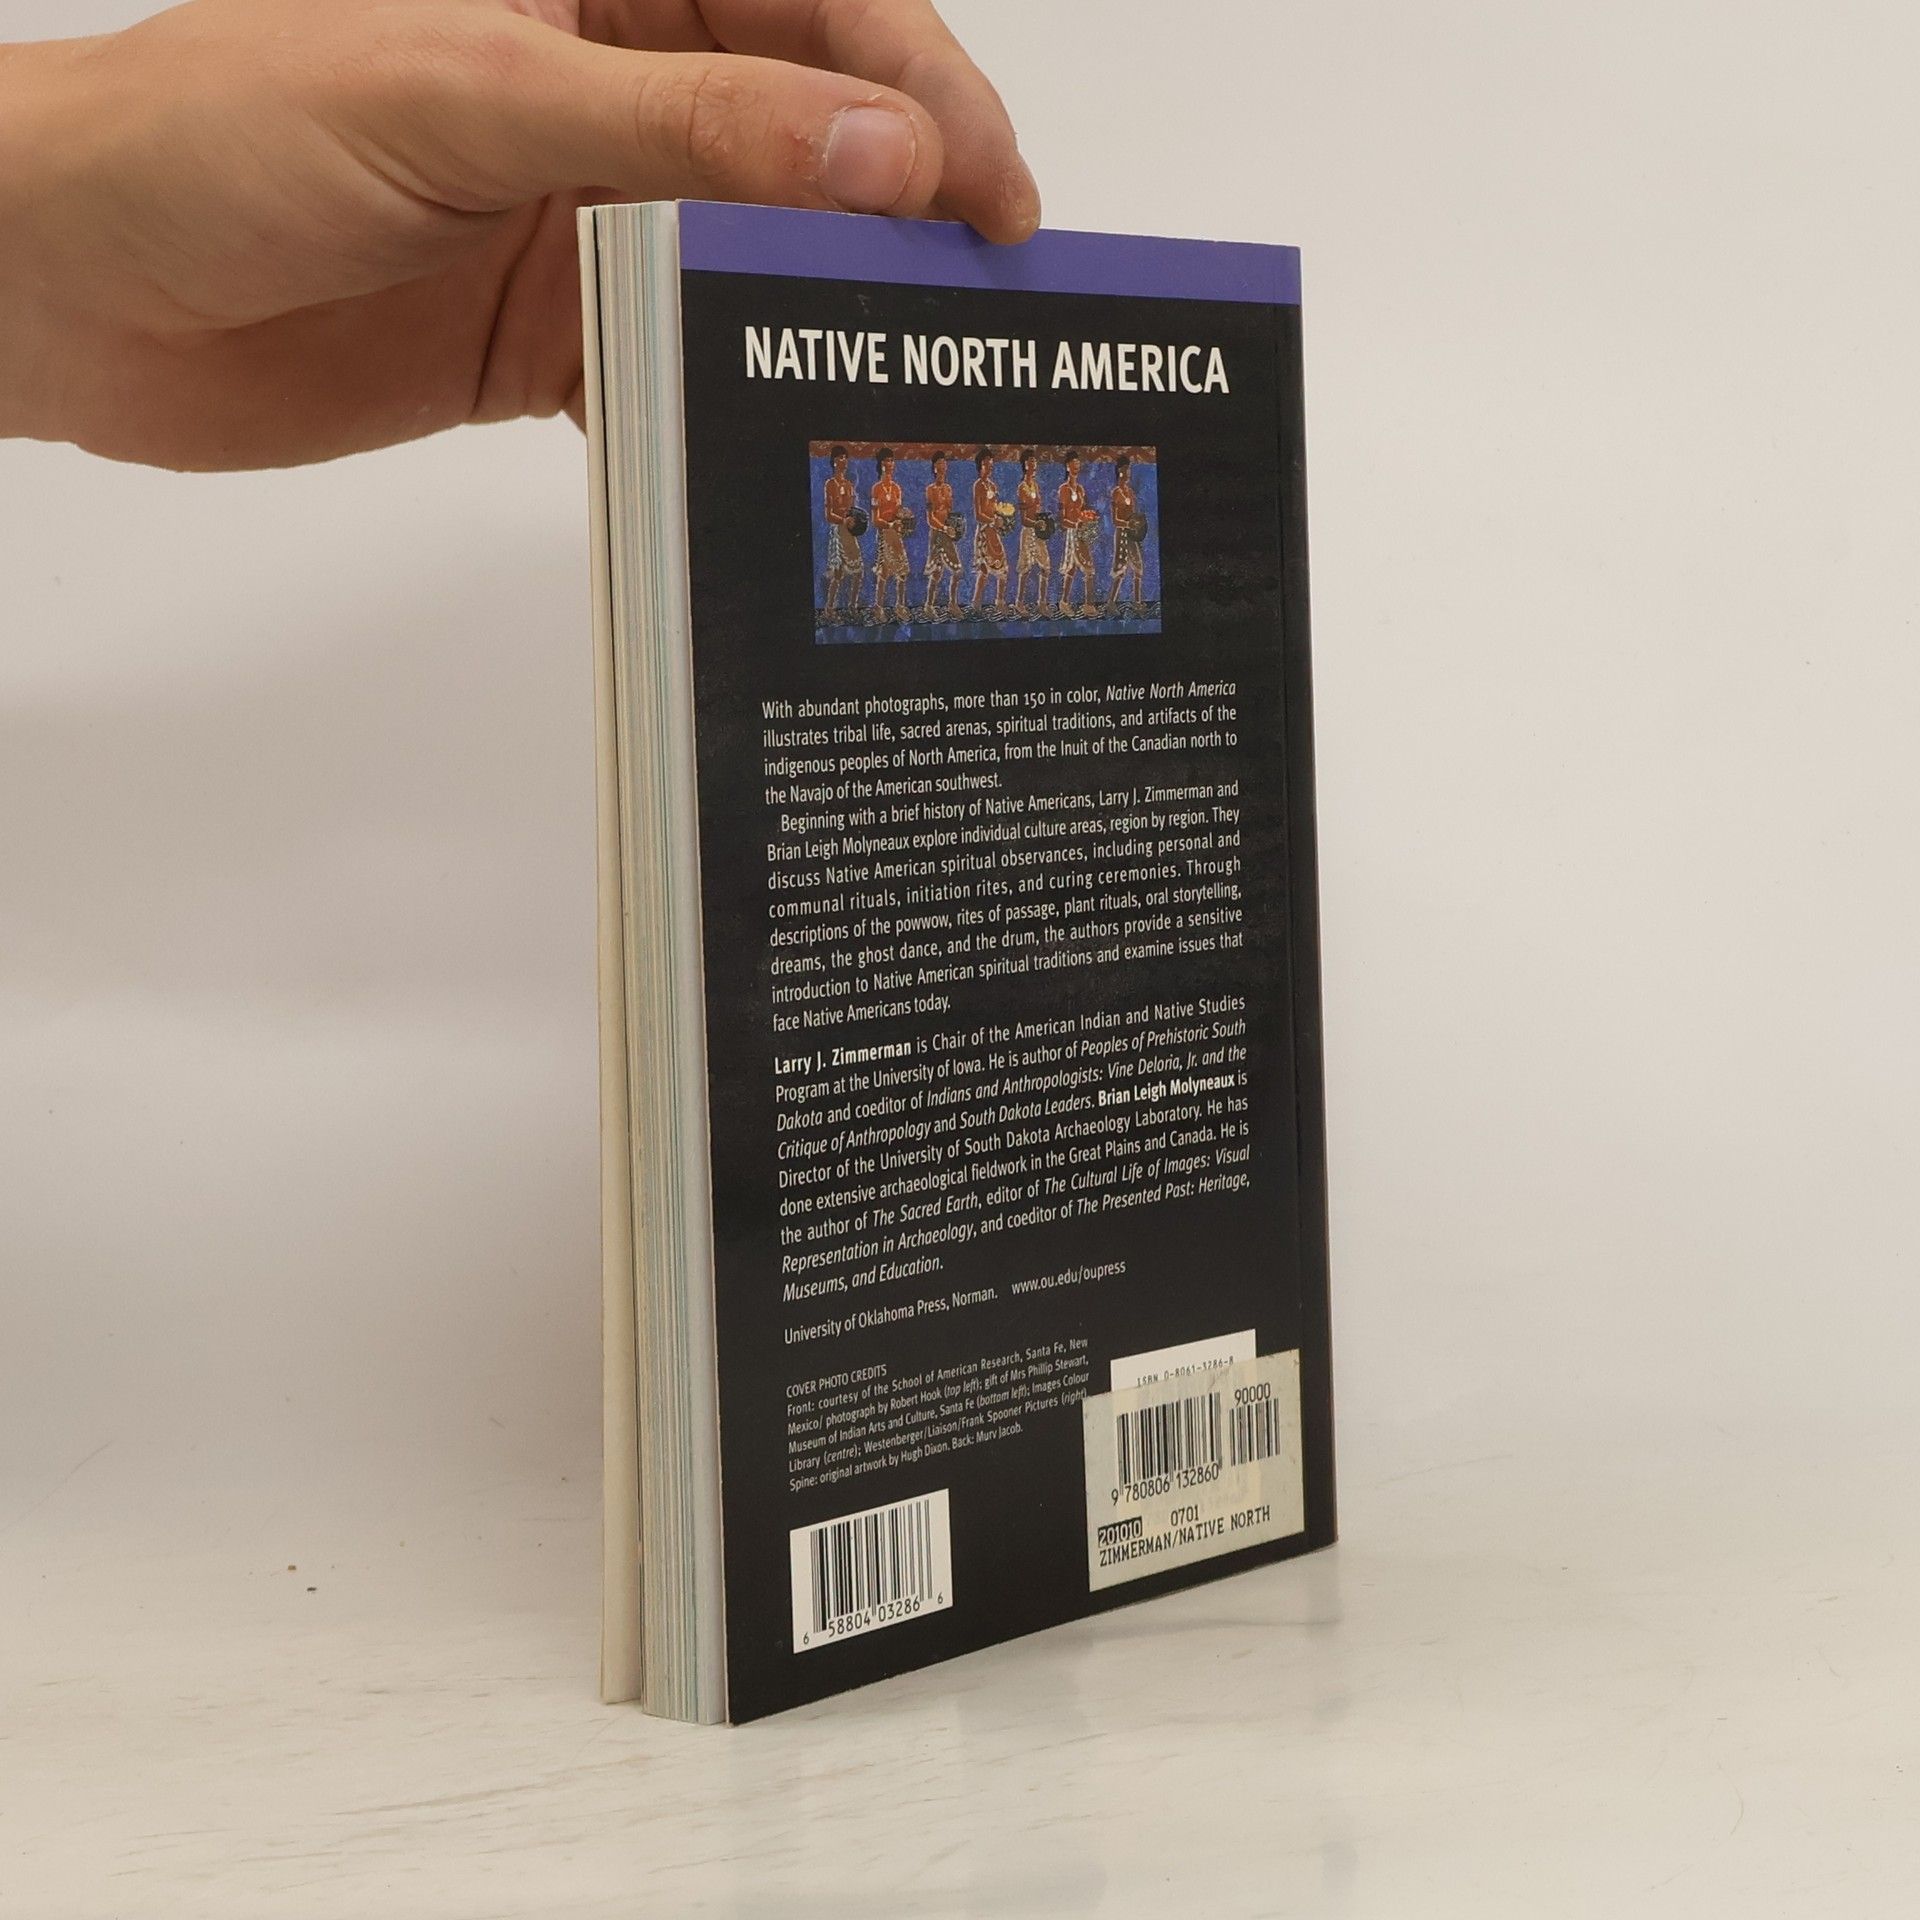 NATIVE NORTH AMERICA
With abundant photographs, more than 150 in color, Native North America
illustrates tribal life, sacred arenas, spiritual traditions, and artifacts of the
indigenous peoples of North America, from the Inuit of the Canadian north to
the Navajo of the American southwest.
Beginning with a brief history of Native Americans, Larry J. Zimmerman and
Brian Leigh Molyneaux explore individual culture areas, region by region. They
discuss Native American spiritual observances, including personal and
communal rituals, initiation rites, and curing ceremonies. Through
descriptions of the powwow, rites of passage, plant rituals, oral storytelling,
dreams, the ghost dance, and the drum, the authors provide a sensitive
introduction to Native American spiritual traditions and examine issues that
face Native Americans today.
Larry J. Zimmerman is Chair of the American Indian and Native Studies
Program at the University of Iowa. He is author of Peoples of Prehistoric South
Dakota and coeditor of Indians and Anthropologists: Vine Deloria, Jr. and the
Critique of Anthropology and South Dakota Leaders. Brian Leigh Molyneaux is
Director of the University of South Dakota Archaeology Laboratory. He has
done extensive archaeological fieldwork in the Great Plains and Canada. He is
the author of The Sacred Earth, editor of The Cultural Life of Images: Visual
Representation in Archaeology, and coeditor of The Presented Past: Heritage,
Museums, and Education.
University of Oklahoma Press, Norman. www.ou.edu/oupress
COVER PHOTO CREDITS
Front: courtesy of the School of American Research, Santa Fe, New
Mexico/ photograph by Robert Hook (top left); gift of Mrs Phillip Stewart,
Museum of Indian Arts and Culture, Santa Fe (bottom left); Images Colour
Library (centre); Westenberger/Liaison/Frank Spooner Pictures (right).
Spine: original artwork by Hugh Dixon. Back: Murv Jacob.
ISBN 0-8061-3286-8
90000
9 780806 132860
201010 0701
ZIMMERMAN/NATIVE NORTH
6 58804 03286 6